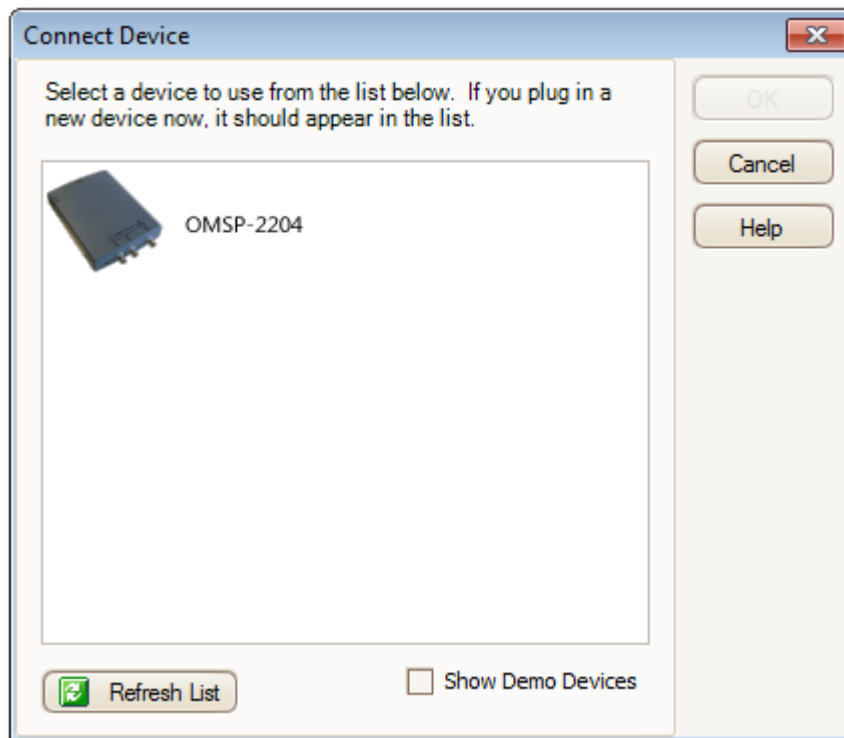 Connect Device
Select a device to use from the list below.  If you plug in a
new device now, it should appear in the list.
OK
Cancel
Help
OMSP-2204
Refresh List
Show Demo Devices